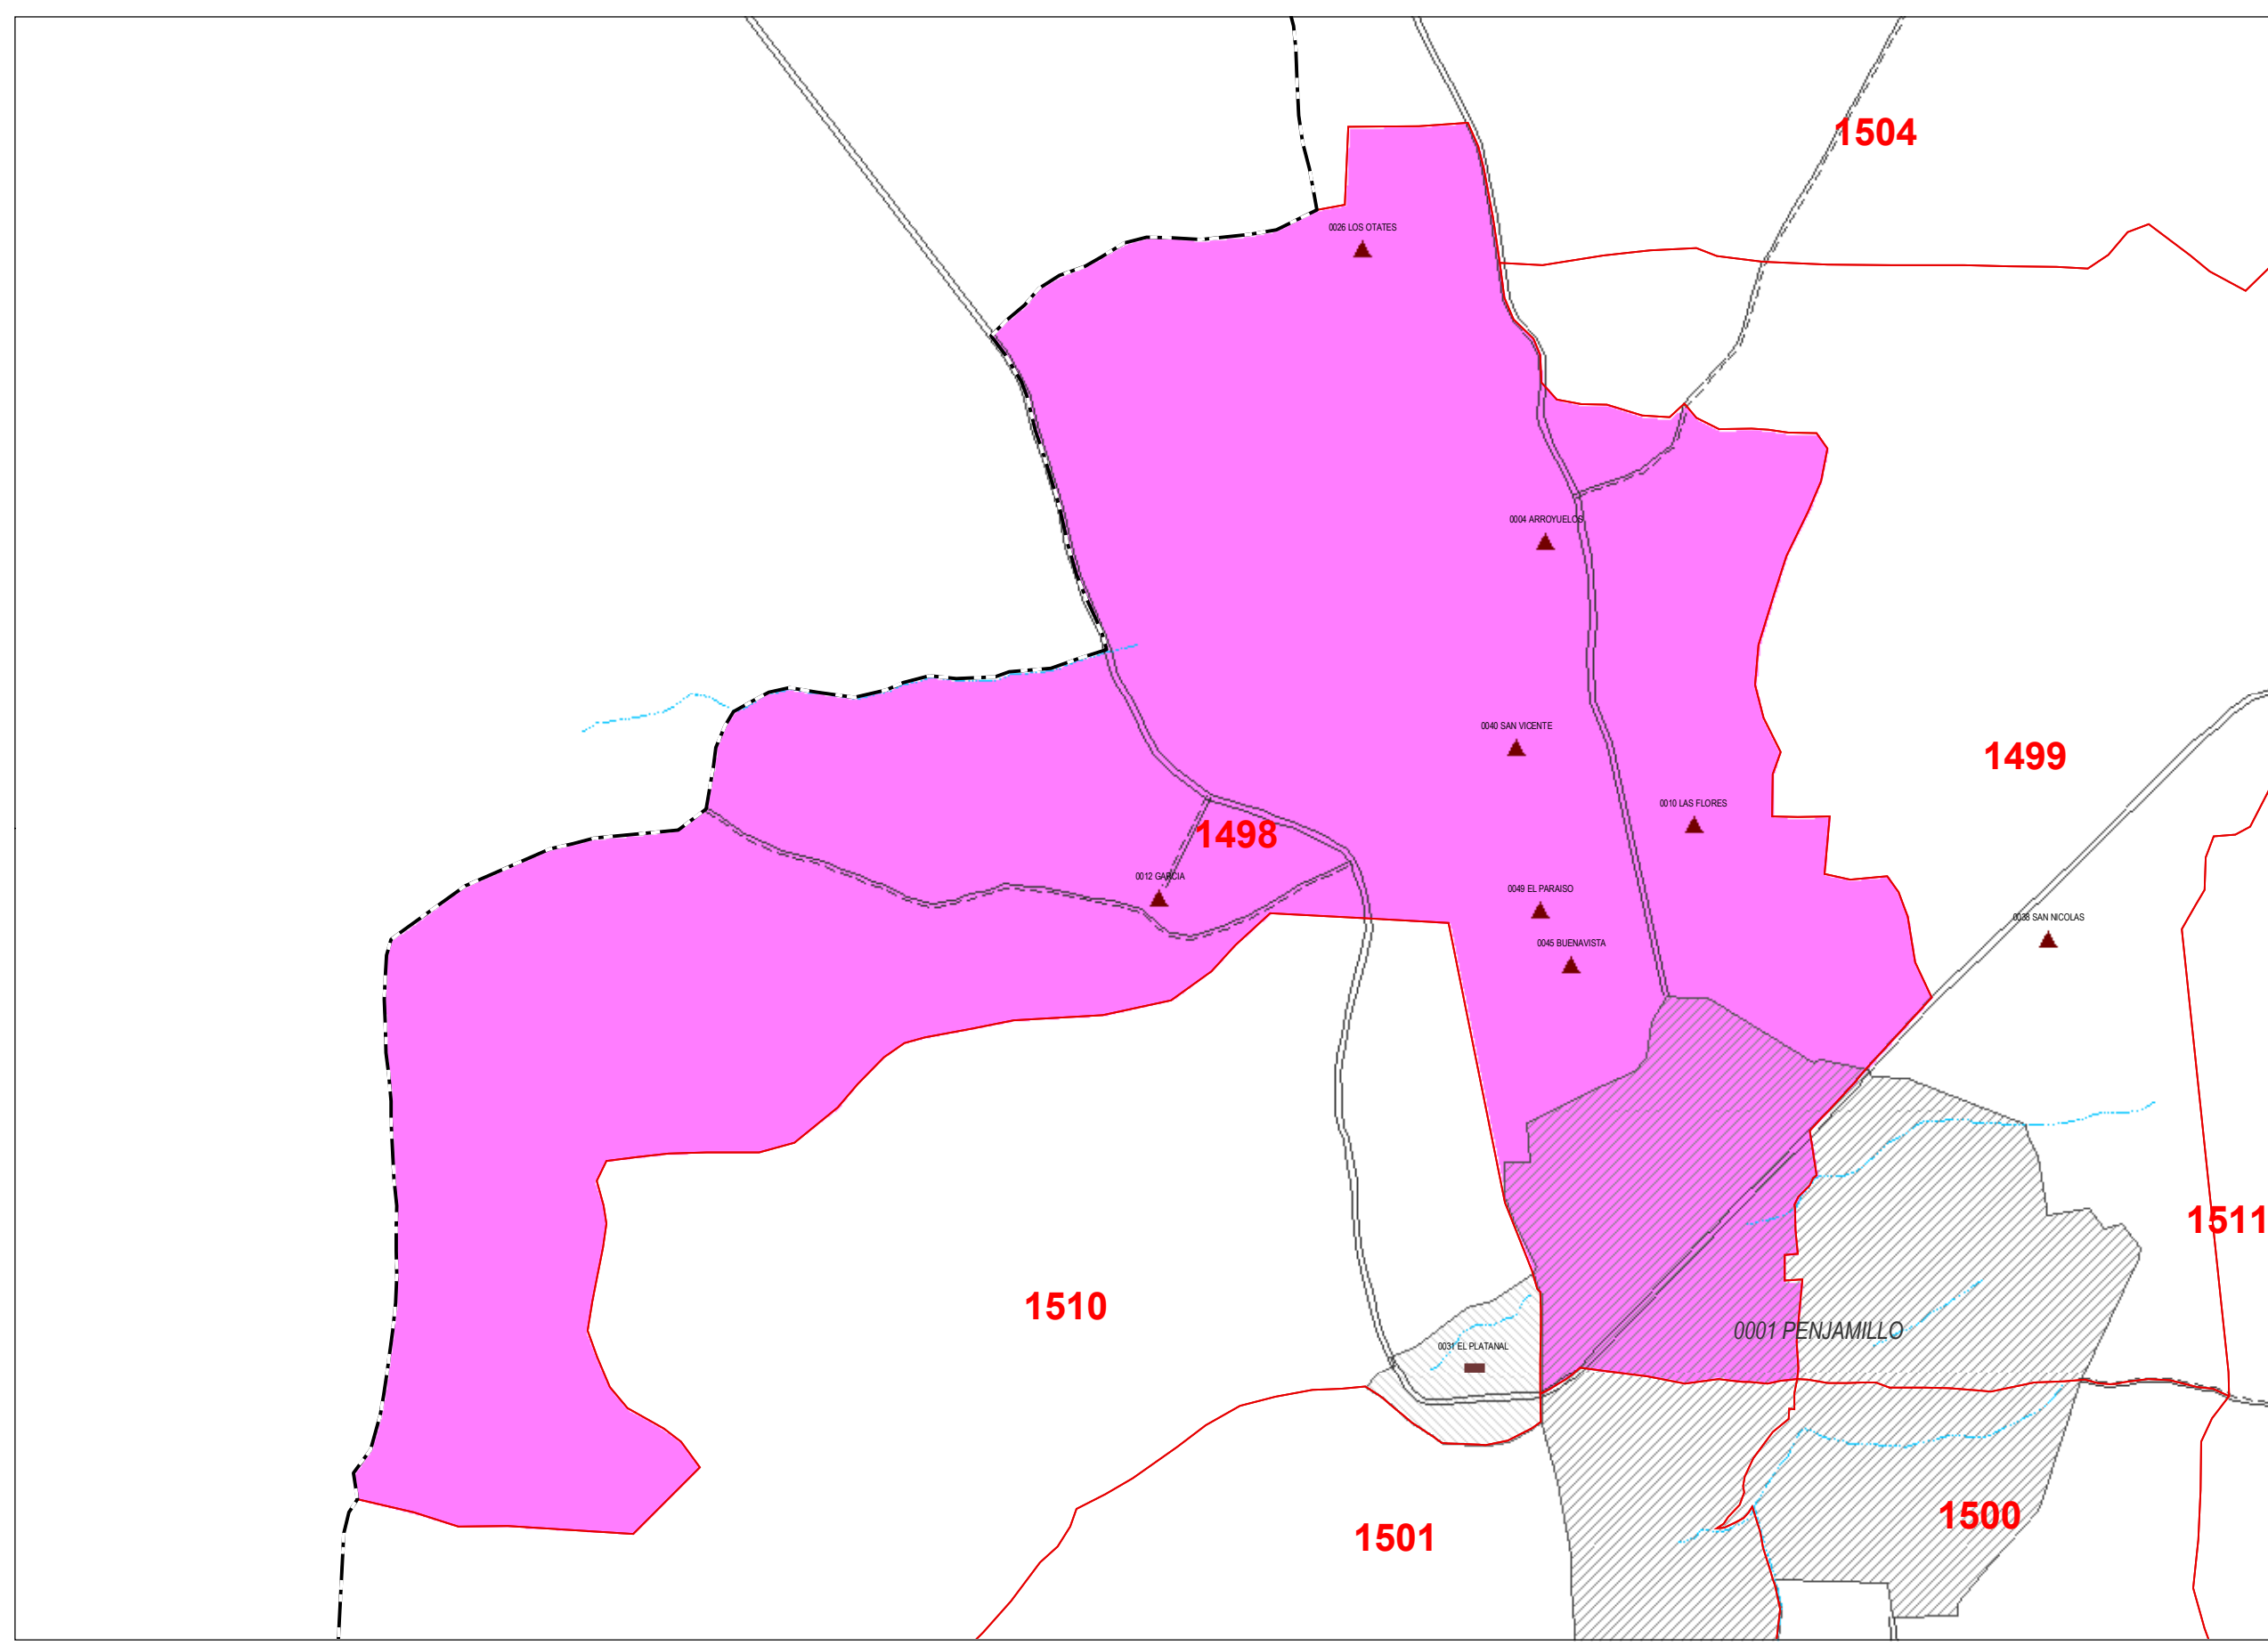 1504
0026 LOS OTATES
0004 ARROYUELOS
0040 SAN VICENTE
1499
0010 LAS FLORES
1498
0012 GARCIA
0049 EL PARAISO
0038 SAN NICOLAS
0045 BUENAVISTA
1511
1510
0001 PENJAMILLO
0031 EL PLATANAL
1500
1501